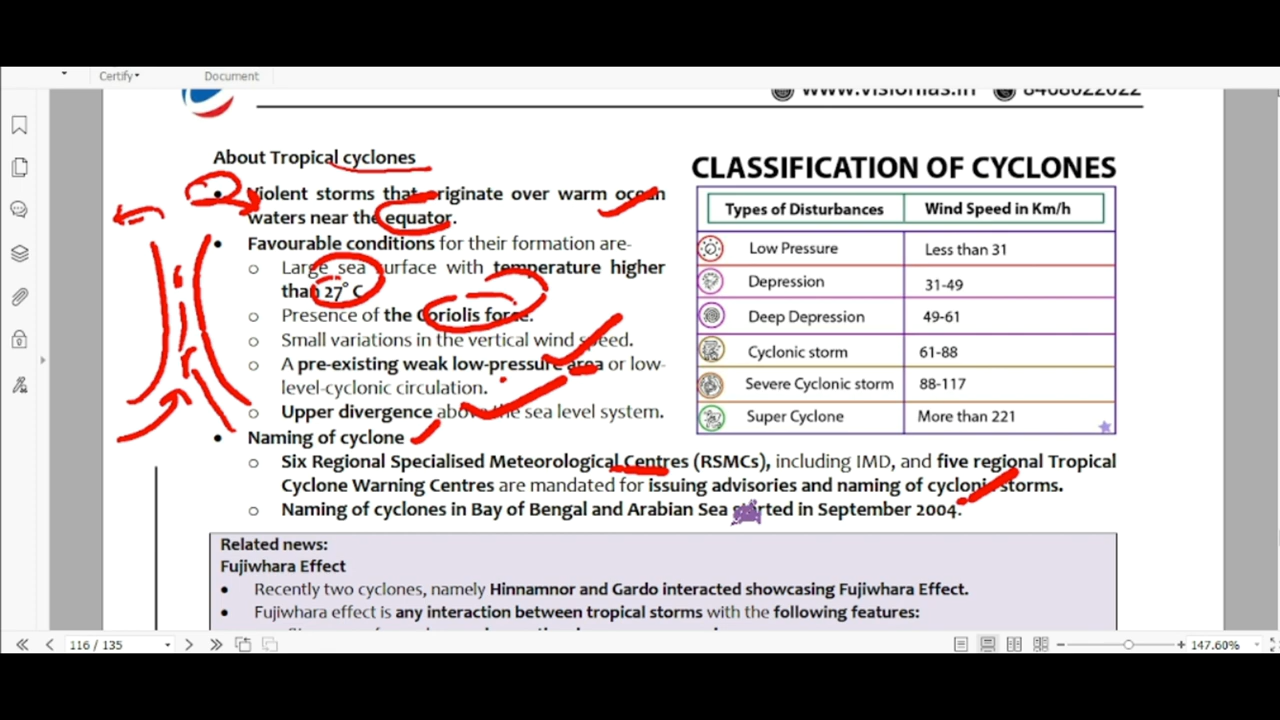 Certify
Document
www.visionias.in
8468022022
About Tropical cyclones
• Violent storms that originate over warm ocean
waters near the equator.
• Favourable conditions for their formation are-
o Large sea surface with temperature higher
than 27° C.
o Presence of the Coriolis force.
o Small variations in the vertical wind speed.
o A pre-existing weak low-pressure area or low-
level-cyclonic circulation.
o Upper divergence above the sea level system.
• Naming of cyclone
o Six Regional Specialised Meteorological Centres (RSMCs), including IMD, and five regional Tropical
Cyclone Warning Centres are mandated for issuing advisories and naming of cyclonic storms.
o Naming of cyclones in Bay of Bengal and Arabian Sea started in September 2004.
CLASSIFICATION OF CYCLONES
Types of Disturbances Wind Speed in Km/h
Low Pressure Less than 31
Depression 31-49
Deep Depression 49-61
Cyclonic storm 61-88
Severe Cyclonic storm 88-117
Super Cyclone More than 221
Related news:
Fujiwhara Effect
• Recently two cyclones, namely Hinnamnor and Gardo interacted showcasing Fujiwhara Effect.
• Fujiwhara effect is any interaction between tropical storms with the following features:
116 / 135
147.60%